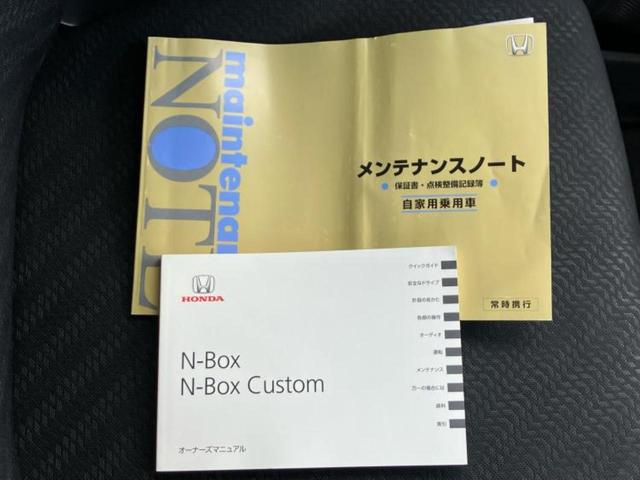 maintenan
NOTE
メンテナンスノート
保証書・点検整備記録簿
自家用乗用車
常時携行
HONDA
N-Box
N-Box Custom
オーナーズマニュアル
クイックガイド
安全なドライブ
計器の見かた
各部の操作
オーディオ
運転
メンテナンス
万一の場合には
資料
索引